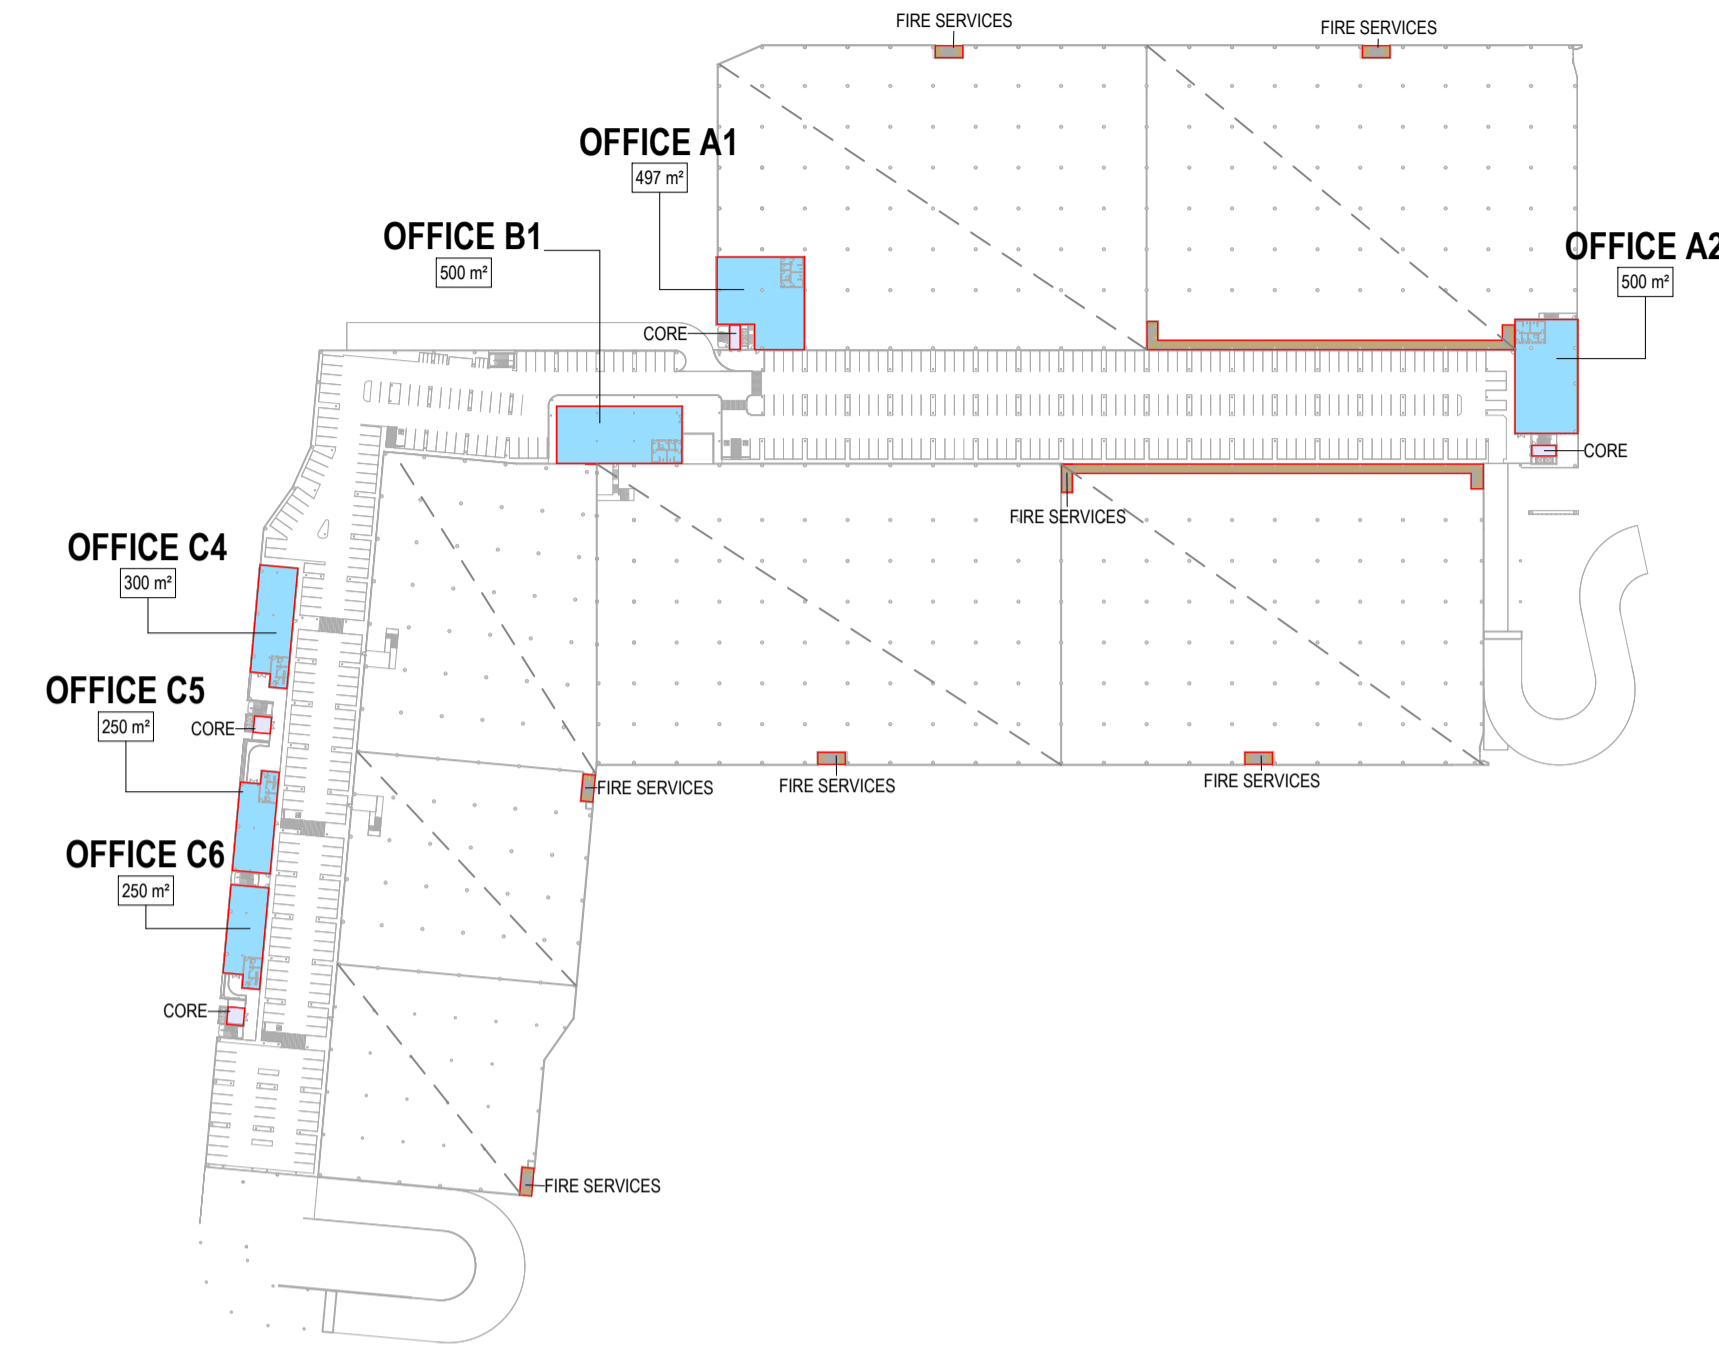 FIRE SERVICES
FIRE SERVICES
OFFICE A1
497 m²
OFFICE B1
500 m²
OFFICE A2
500 m²
CORE
CORE
FIRE SERVICES
OFFICE C4
300 m²
OFFICE C5
250 m²
CORE
FIRE SERVICES
FIRE SERVICES
FIRE SERVICES
OFFICE C6
250 m²
CORE
FIRE SERVICES